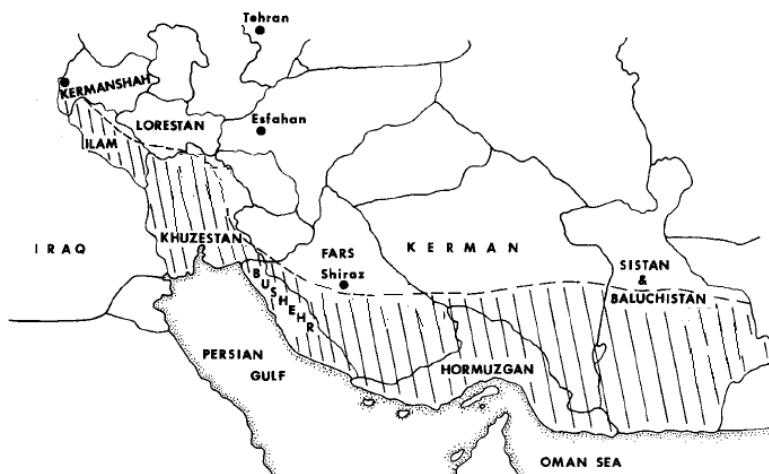 Tehran
KERMANSHAH
LORESTAN
Esfahan
ILAM
IRAQ
KHUZESTAN
FARS
KERMAN
Shiraz
SISTAN
&
BALUCHISTAN
BUSHEHR
PERSIAN
GULF
HORMUZGAN
OMAN SEA